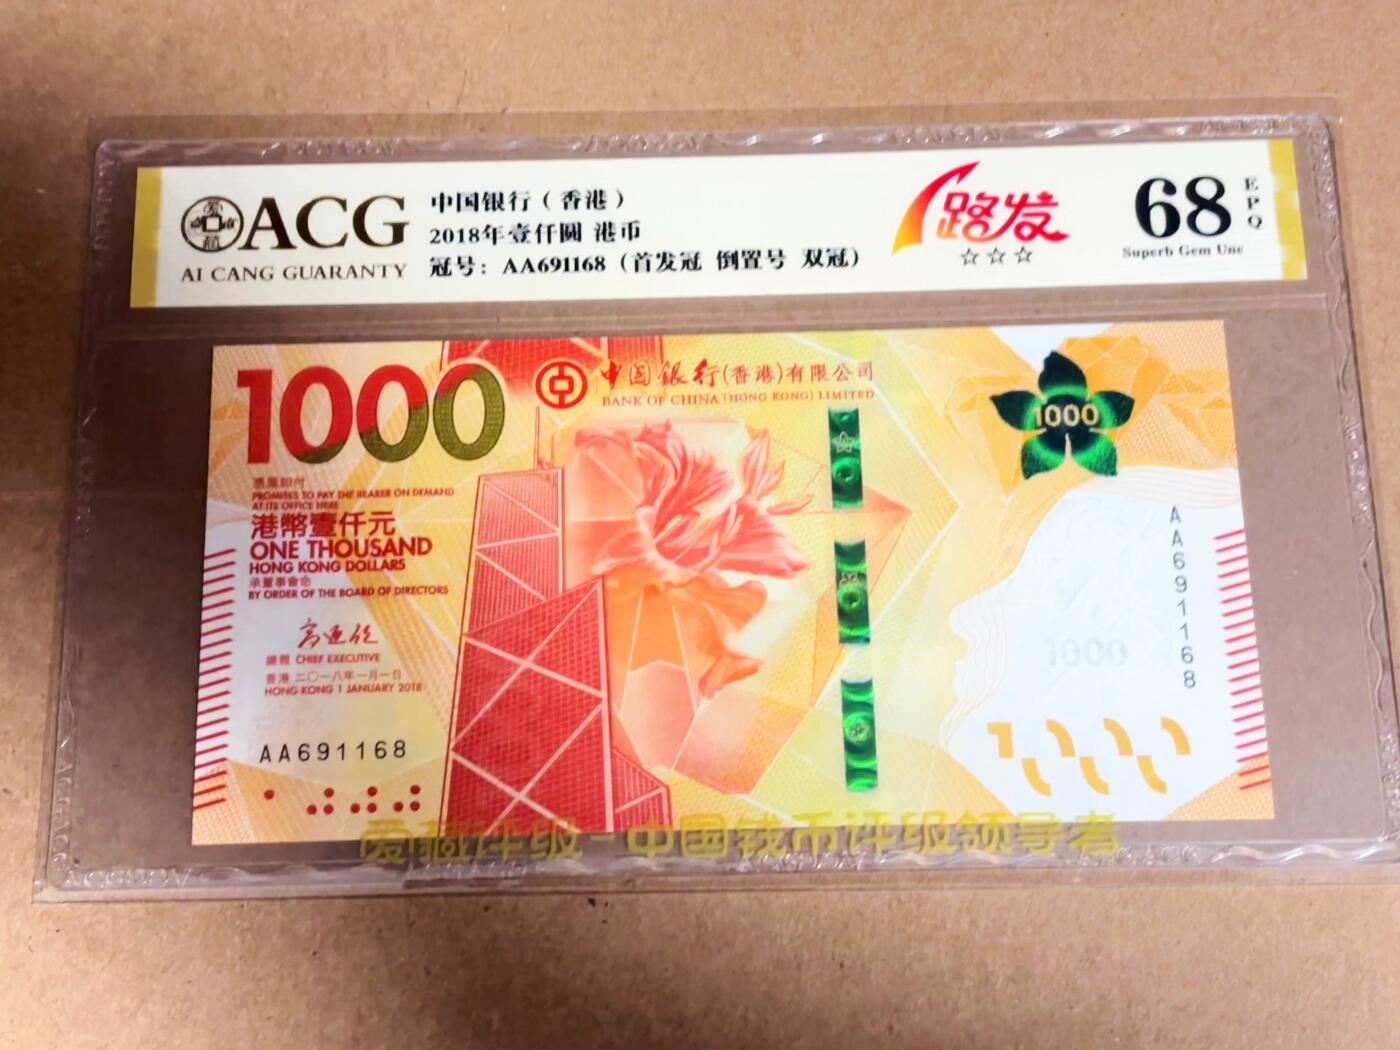 ACG
AI CANG GUARANTY
中国银行（香港）
2018年壹仟圆 港币
冠号：AA691168（首发冠 倒置号 双冠）
路发
☆☆☆
68
EPQ
Superb Gem Unc
1000
中国銀行(香港)有限公司
BANK OF CHINA (HONG KONG) LIMITED
1000
憑票即付
PROMISES TO PAY THE BEARER ON DEMAND
AT ITS OFFICE HERE
港幣壹仟元
ONE THOUSAND
HONG KONG DOLLARS
承董事會命
BY ORDER OF THE BOARD OF DIRECTORS
總裁 CHIEF EXECUTIVE
香港 二〇一八年一月一日
HONG KONG 1 JANUARY 2018
AA691168
AA691168
1000
1000
爱藏评级-中国钱币评级领导者